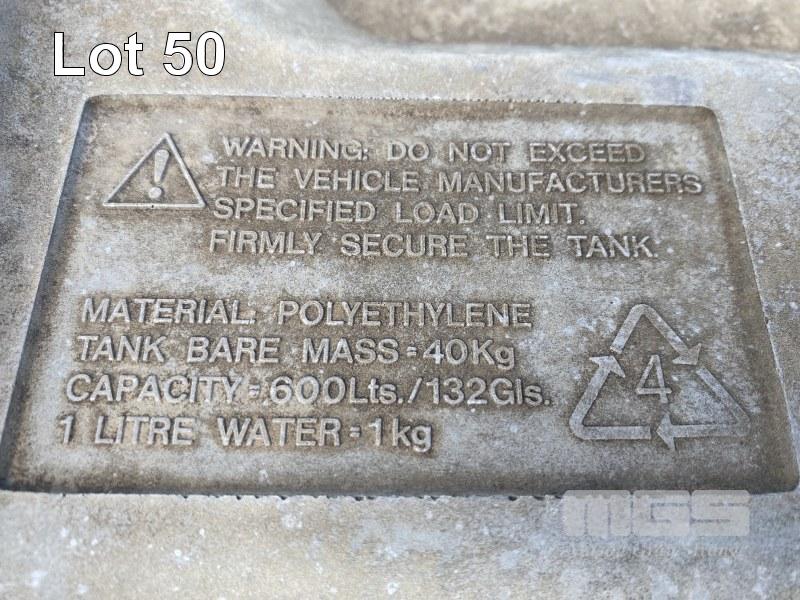 Lot 50
WARNING: DO NOT EXCEED
THE VEHICLE MANUFACTURERS
SPECIFIED LOAD LIMIT.
FIRMLY SECURE THE TANK.
MATERIAL: POLYETHYLENE
TANK BARE MASS=40Kg
CAPACITY=600Lts./132Gls.
1 LITRE WATER=1kg
4
MGS